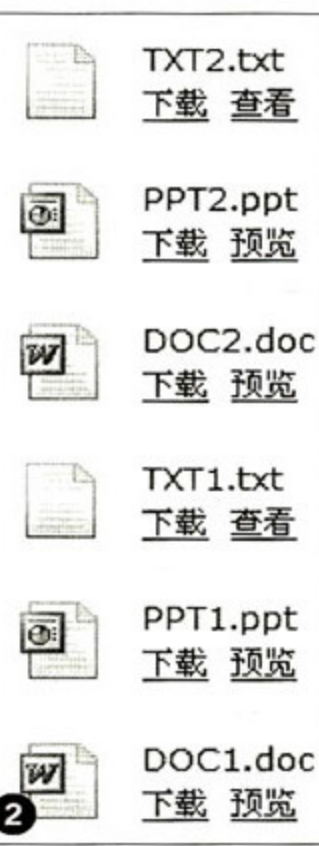 TXT2.txt
下载 查看
PPT2.ppt
下载 预览
DOC2.doc
下载 预览
TXT1.txt
下载 查看
PPT1.ppt
下载 预览
DOC1.doc
下载 预览
2